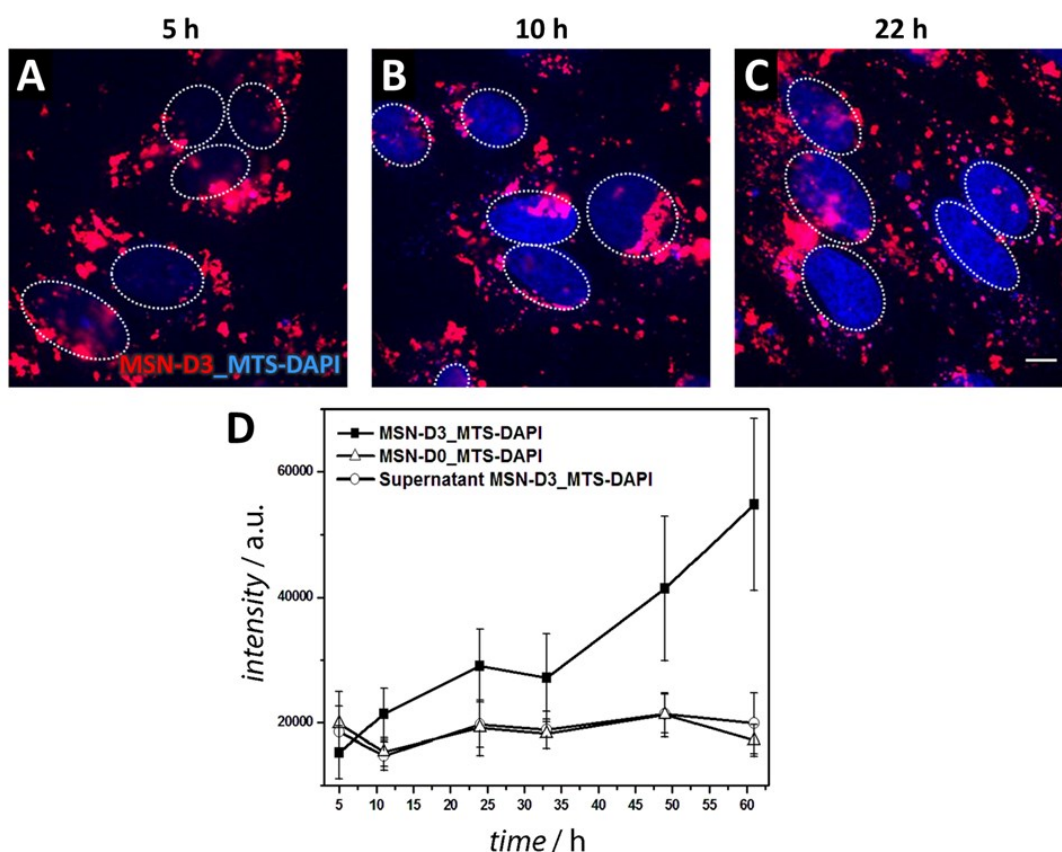 5 h
10 h
22 h
A
B
C
MSN-D3_MTS-DAPI
D
MSN-D3_MTS-DAPI
MSN-D0_MTS-DAPI
Supernatant MSN-D3_MTS-DAPI
60000
40000
20000
intensity / a.u.
5 10 15 20 25 30 35 40 45 50 55 60
time / h